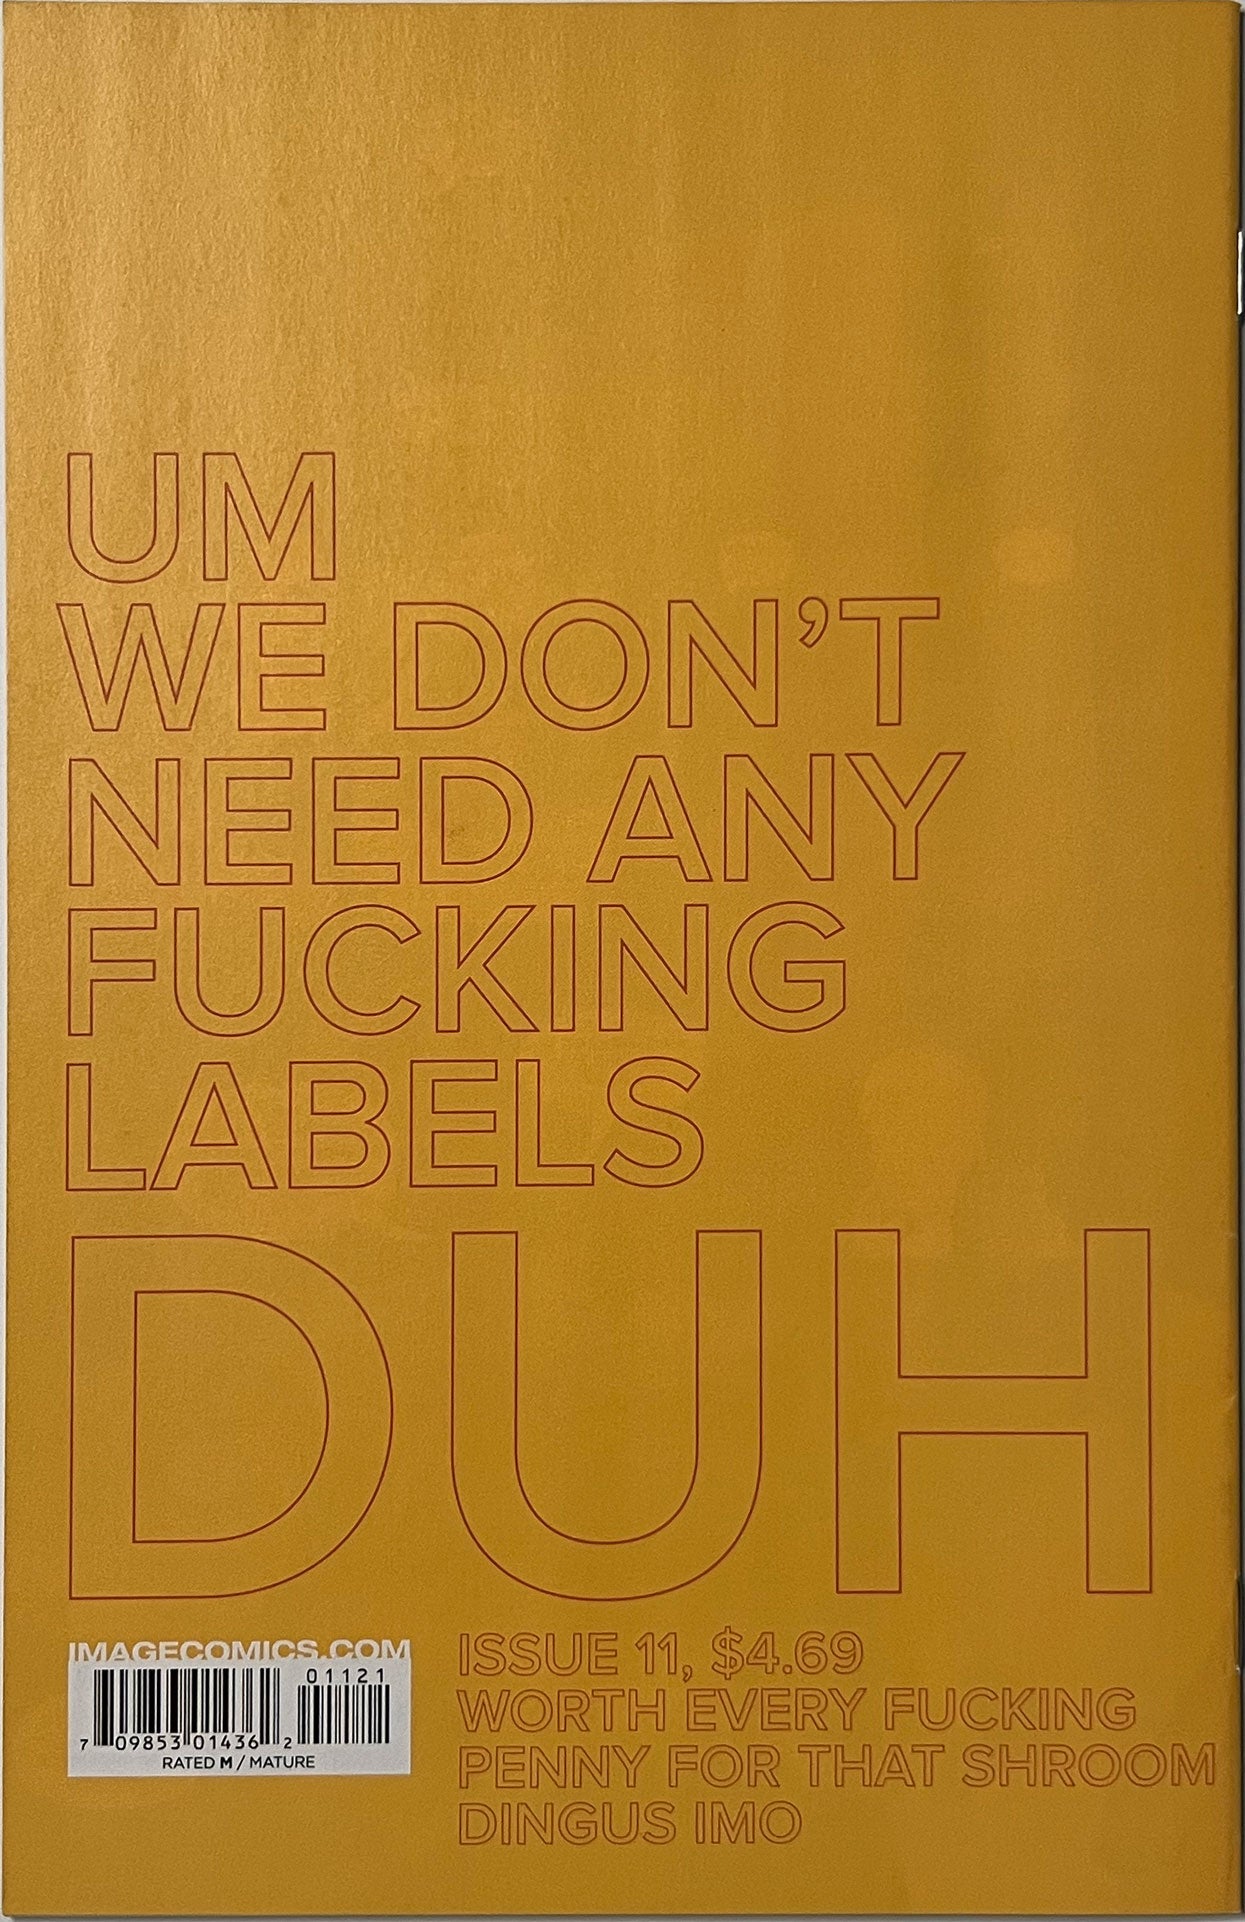 UM
WE DON'T
NEED ANY
FUCKING
LABELS
DUH
IMAGECOMICS.COM
01121
7 09853 01436 2
RATED M / MATURE
ISSUE 11, $4.69
WORTH EVERY FUCKING
PENNY FOR THAT SHROOM
DINGUS IMO